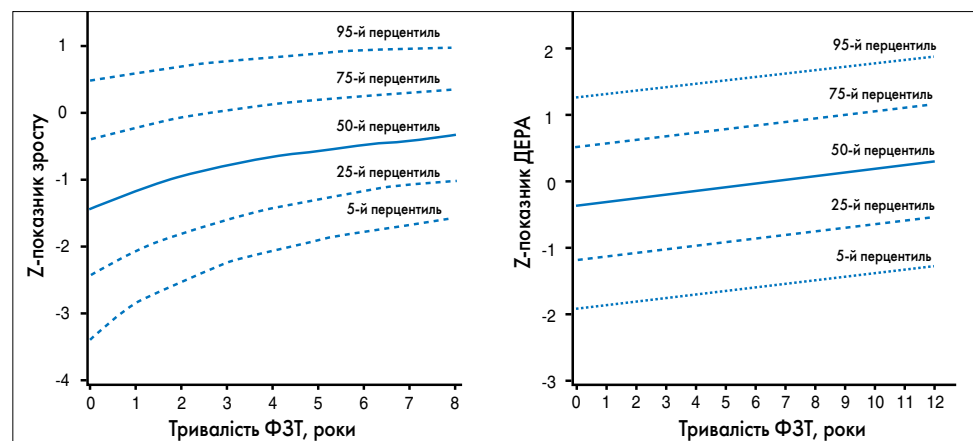 Z-показник зросту
1
0
-1
-2
-3
-4
95-й перцентиль
75-й перцентиль
50-й перцентиль
25-й перцентиль
5-й перцентиль
0 1 2 3 4 5 6 7 8
Тривалість ФЗТ, роки
Z-показник ДЕРА
2
1
0
-1
-2
-3
95-й перцентиль
75-й перцентиль
50-й перцентиль
25-й перцентиль
5-й перцентиль
0 1 2 3 4 5 6 7 8 9 10 11 12
Тривалість ФЗТ, роки